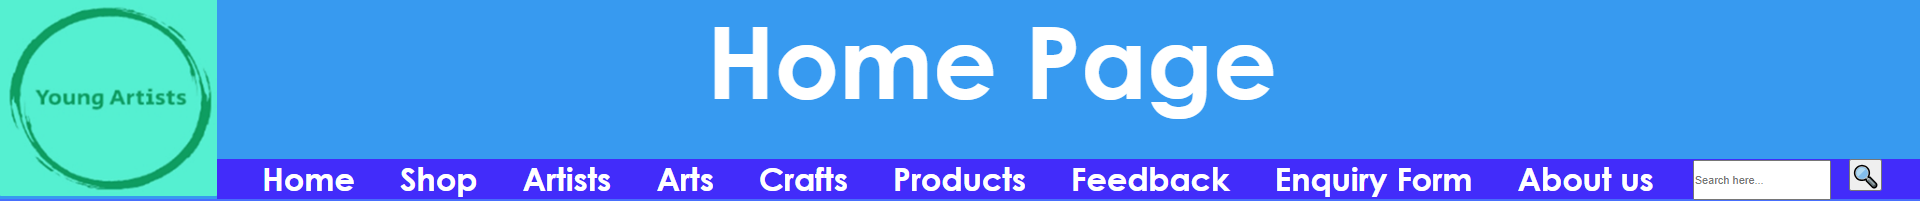 Young Artists
Home Page
Home Shop Artists Arts Crafts Products Feedback Enquiry Form About us Search here...